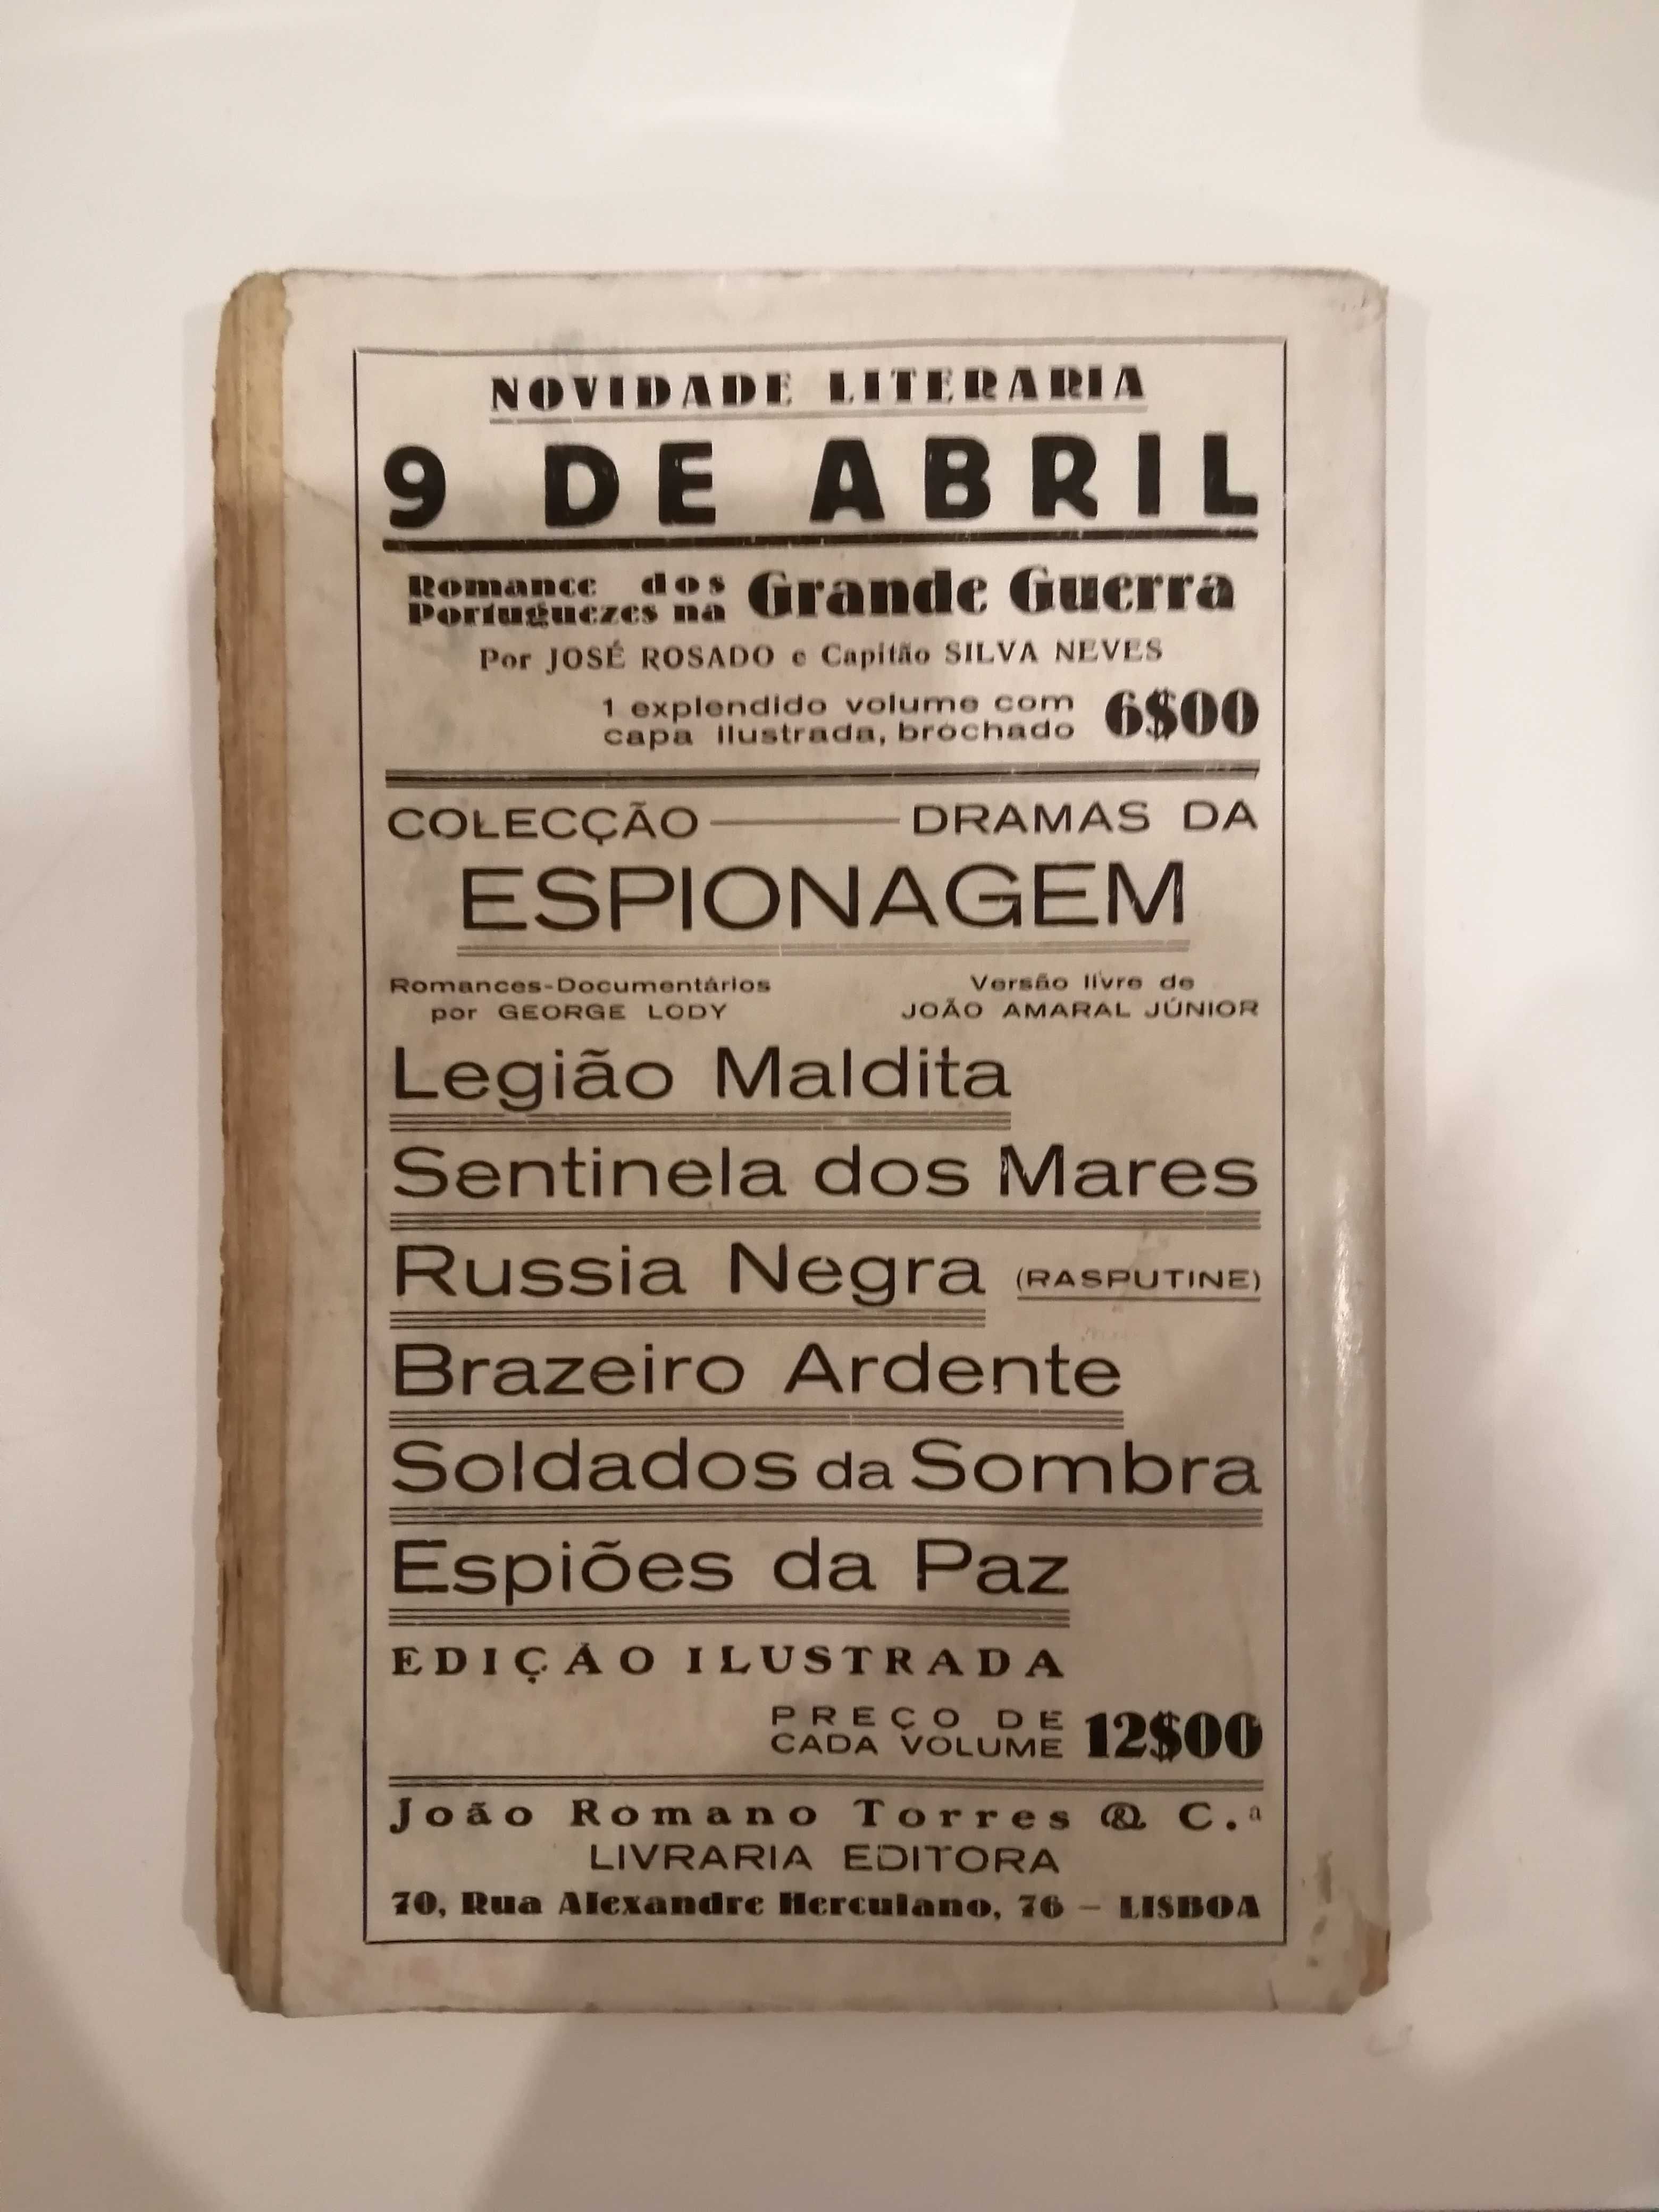 NOVIDADE LITERARIA
9 DE ABRIL
Romance dos
Portuguezes na Grande Guerra
Por JOSÉ ROSADO e Capitão SILVA NEVES
1 explendido volume com
capa ilustrada, brochado 6$00
COLECÇÃO — DRAMAS DA
ESPIONAGEM
Romances-Documentários
por GEORGE LODY
Versão livre de
JOÃO AMARAL JÚNIOR
Legião Maldita
Sentinela dos Mares
Russia Negra (RASPUTINE)
Brazeiro Ardente
Soldados da Sombra
Espiões da Paz
EDIÇÃO ILUSTRADA
PREÇO DE
CADA VOLUME 12$00
João Romano Torres & C.ª
LIVRARIA EDITORA
70, Rua Alexandre Herculano, 76 — LISBOA